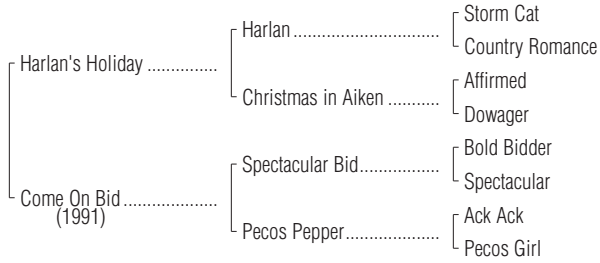 Storm Cat
Harlan ................................
Country Romance
Harlan's Holiday ...............
Affirmed
Christmas in Aiken ...........
Dowager
Bold Bidder
Spectacular Bid.................
Spectacular
Come On Bid....................
(1991)
Ack Ack
Pecos Pepper....................
Pecos Girl